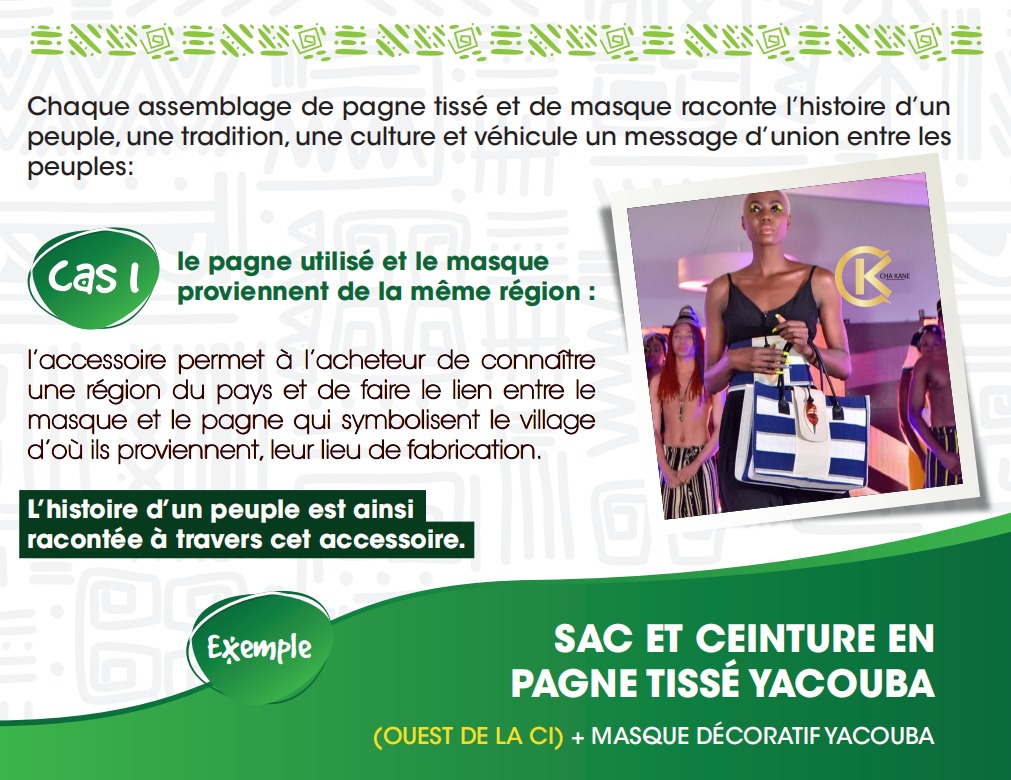 Chaque assemblage de pagne tissé et de masque raconte l'histoire d'un
peuple, une tradition, une culture et véhicule un message d'union entre les
peuples:
Cas 1
le pagne utilisé et le masque
proviennent de la même région :
l'accessoire permet à l'acheteur de connaître
une région du pays et de faire le lien entre le
masque et le pagne qui symbolisent le village
d'où ils proviennent, leur lieu de fabrication.
CK
CHA KANE
L'histoire d'un peuple est ainsi
racontée à travers cet accessoire.
Exemple
SAC ET CEINTURE EN
PAGNE TISSÉ YACOUBA
(OUEST DE LA CI) + MASQUE DÉCORATIF YACOUBA